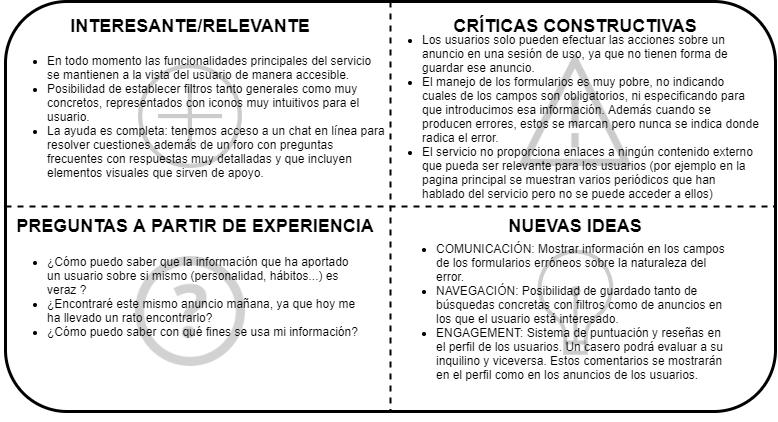 INTERESANTE/RELEVANTE
• En todo momento las funcionalidades principales del servicio
se mantienen a la vista del usuario de manera accesible.
• Posibilidad de establecer filtros tanto generales como muy
concretos, representados con iconos muy intuitivos para el
usuario.
• La ayuda es completa: tenemos acceso a un chat en línea para
resolver cuestiones además de un foro con preguntas
frecuentes con respuestas muy detalladas y que incluyen
elementos visuales que sirven de apoyo.
CRÍTICAS CONSTRUCTIVAS
• Los usuarios solo pueden efectuar las acciones sobre un
anuncio en una sesión de uso, ya que no tienen forma de
guardar ese anuncio.
• El manejo de los formularios es muy pobre, no indicando
cuales de los campos son obligatorios, ni especificando para
que introducimos esa información. Además cuando se
producen errores, estos se marcan pero nunca se indica donde
radica el error.
• El servicio no proporciona enlaces a ningún contenido externo
que pueda ser relevante para los usuarios (por ejemplo en la
pagina principal se muestran varios periódicos que han
hablado del servicio pero no se puede acceder a ellos)
PREGUNTAS A PARTIR DE EXPERIENCIA
• ¿Cómo puedo saber que la información que ha aportado
un usuario sobre si mismo (personalidad, hábitos...) es
veraz ?
• ¿Encontraré este mismo anuncio mañana, ya que hoy me
ha llevado un rato encontrarlo?
• ¿Cómo puedo saber con qué fines se usa mi información?
?
NUEVAS IDEAS
• COMUNICACIÓN: Mostrar información en los campos
de los formularios erróneos sobre la naturaleza del
error.
• NAVEGACIÓN: Posibilidad de guardado tanto de
búsquedas concretas con filtros como de anuncios en
los que el usuario está interesado.
• ENGAGEMENT: Sistema de puntuación y reseñas en
el perfil de los usuarios. Un casero podrá evaluar a su
inquilino y viceversa. Estos comentarios se mostrarán
en el perfil como en los anuncios de los usuarios.